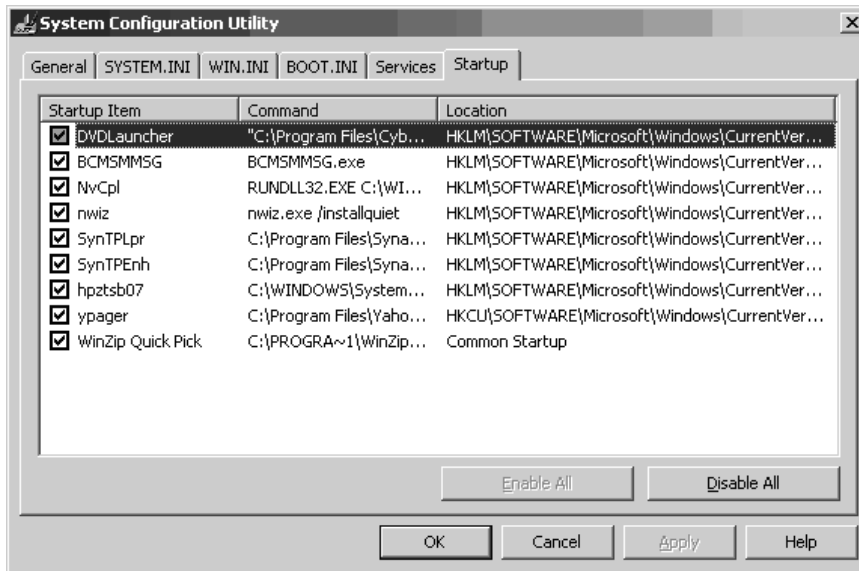 System Configuration Utility
General SYSTEM.INI WIN.INI BOOT.INI Services Startup
Startup Item Command Location
DVDLauncher "C:\Program Files\Cyb... HKLM\SOFTWARE\Microsoft\Windows\CurrentVer...
BCMSMMSG BCMSMMSG.exe HKLM\SOFTWARE\Microsoft\Windows\CurrentVer...
NvCpl RUNDLL32.EXE C:\WI... HKLM\SOFTWARE\Microsoft\Windows\CurrentVer...
nwiz nwiz.exe /installquiet HKLM\SOFTWARE\Microsoft\Windows\CurrentVer...
SynTPLpr C:\Program Files\Syna... HKLM\SOFTWARE\Microsoft\Windows\CurrentVer...
SynTPEnh C:\Program Files\Syna... HKLM\SOFTWARE\Microsoft\Windows\CurrentVer...
hpztsb07 C:\WINDOWS\System... HKLM\SOFTWARE\Microsoft\Windows\CurrentVer...
ypager C:\Program Files\Yaho... HKCU\SOFTWARE\Microsoft\Windows\CurrentVer...
WinZip Quick Pick C:\PROGRA~1\WinZip... Common Startup
Enable All Disable All
OK Cancel Apply Help